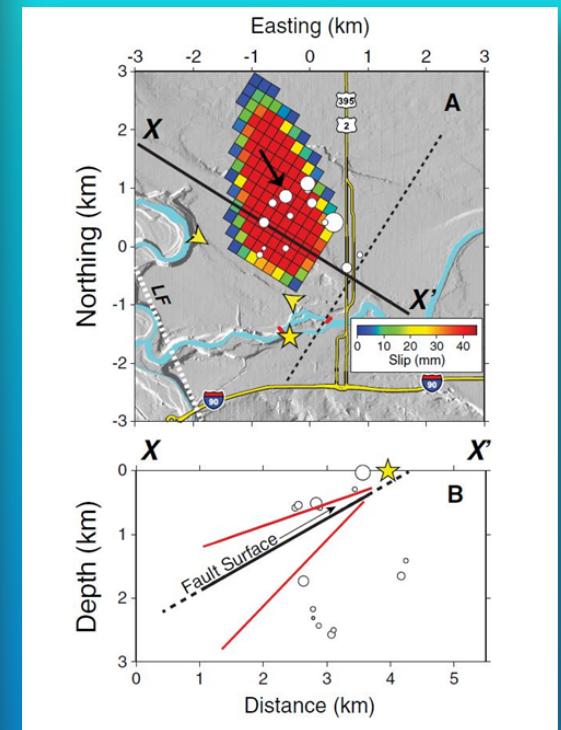 Easting (km)
-3 -2 -1 0 1 2 3
3
2
1
0
-1
-2
-3
Northing (km)
A
395
2
X
X'
LF
0 10 20 30 40
Slip (mm)
90
90
X X'
B
0
1
2
3
Depth (km)
Fault Surface
0 1 2 3 4 5
Distance (km)